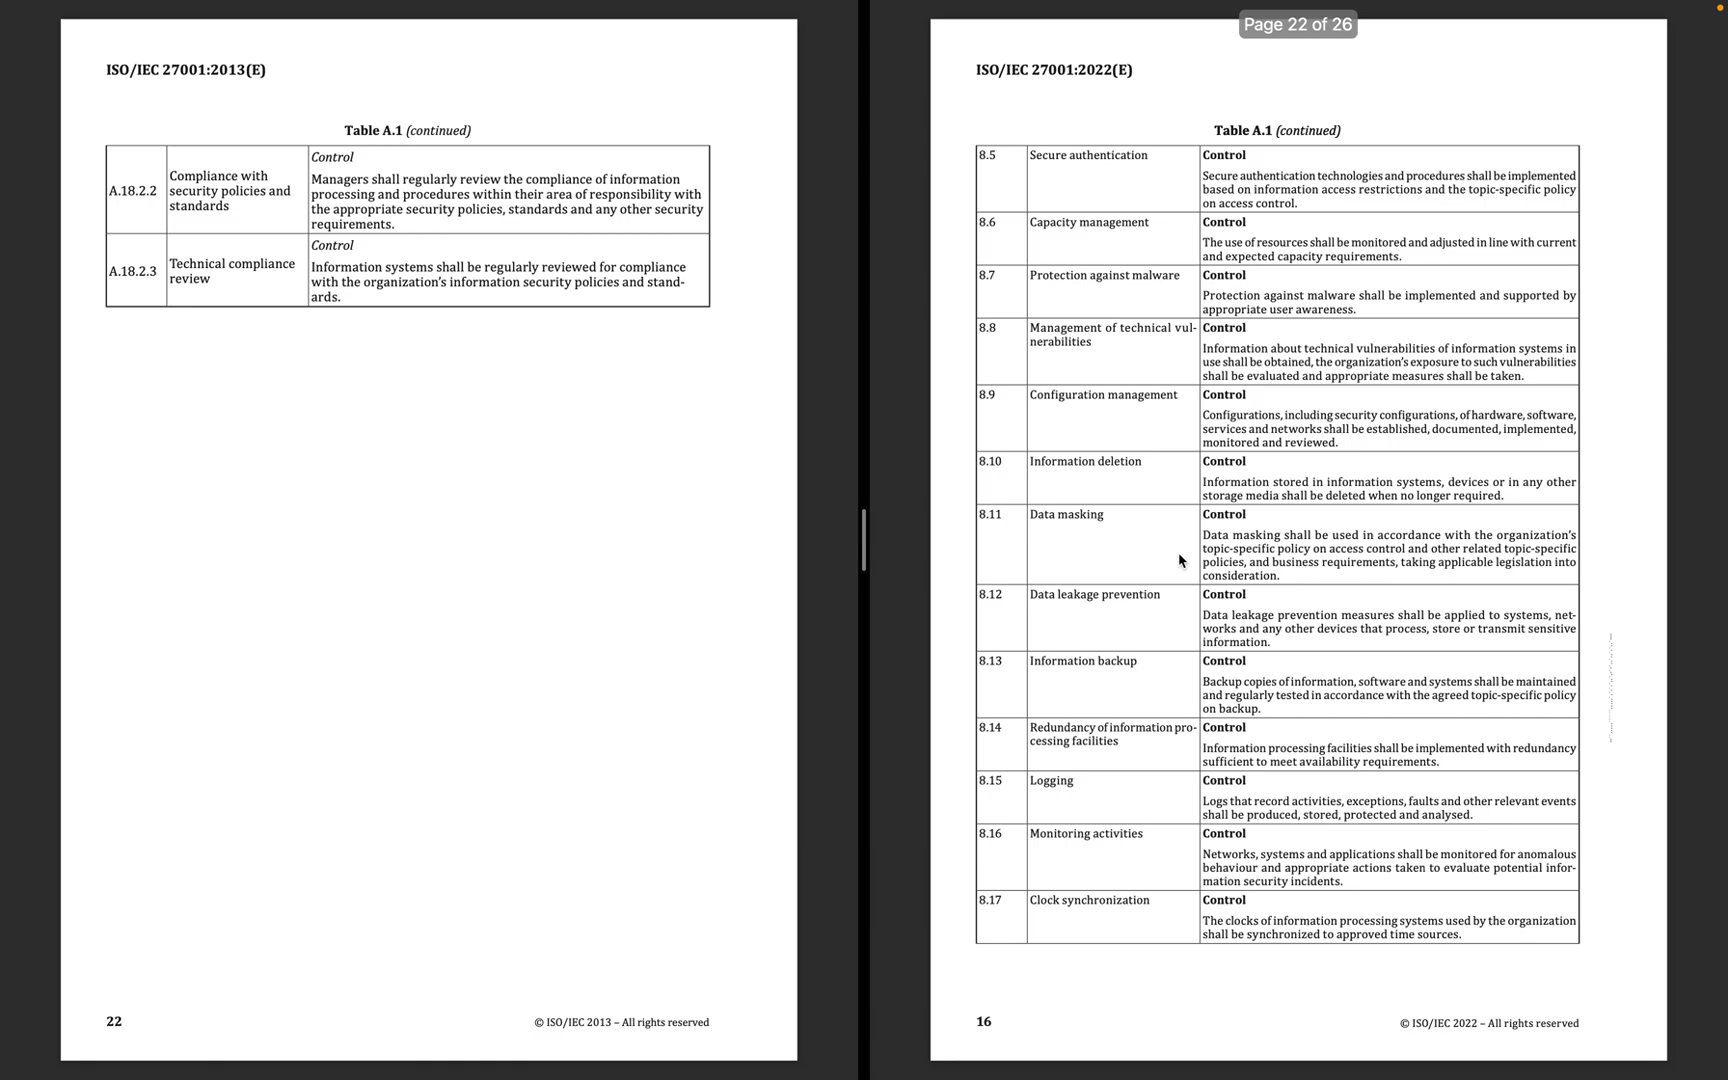 Page 22 of 26
ISO/IEC 27001:2013(E)
Table A.1 (continued)
A.18.2.2
Compliance with
security policies and
standards
Control
Managers shall regularly review the compliance of information
processing and procedures within their area of responsibility with
the appropriate security policies, standards and any other security
requirements.
A.18.2.3
Technical compliance
review
Control
Information systems shall be regularly reviewed for compliance
with the organization's information security policies and stand-
ards.
22
© ISO/IEC 2013 – All rights reserved
ISO/IEC 27001:2022(E)
Table A.1 (continued)
8.5
Secure authentication
Control
Secure authentication technologies and procedures shall be implemented
based on information access restrictions and the topic-specific policy
on access control.
8.6
Capacity management
Control
The use of resources shall be monitored and adjusted in line with current
and expected capacity requirements.
8.7
Protection against malware
Control
Protection against malware shall be implemented and supported by
appropriate user awareness.
8.8
Management of technical vul-
nerabilities
Control
Information about technical vulnerabilities of information systems in
use shall be obtained, the organization's exposure to such vulnerabilities
shall be evaluated and appropriate measures shall be taken.
8.9
Configuration management
Control
Configurations, including security configurations, of hardware, software,
services and networks shall be established, documented, implemented,
monitored and reviewed.
8.10
Information deletion
Control
Information stored in information systems, devices or in any other
storage media shall be deleted when no longer required.
8.11
Data masking
Control
Data masking shall be used in accordance with the organization's
topic-specific policy on access control and other related topic-specific
policies, and business requirements, taking applicable legislation into
consideration.
8.12
Data leakage prevention
Control
Data leakage prevention measures shall be applied to systems, net-
works and any other devices that process, store or transmit sensitive
information.
8.13
Information backup
Control
Backup copies of information, software and systems shall be maintained
and regularly tested in accordance with the agreed topic-specific policy
on backup.
8.14
Redundancy of information pro-
cessing facilities
Control
Information processing facilities shall be implemented with redundancy
sufficient to meet availability requirements.
8.15
Logging
Control
Logs that record activities, exceptions, faults and other relevant events
shall be produced, stored, protected and analysed.
8.16
Monitoring activities
Control
Networks, systems and applications shall be monitored for anomalous
behaviour and appropriate actions taken to evaluate potential infor-
mation security incidents.
8.17
Clock synchronization
Control
The clocks of information processing systems used by the organization
shall be synchronized to approved time sources.
16
© ISO/IEC 2022 – All rights reserved